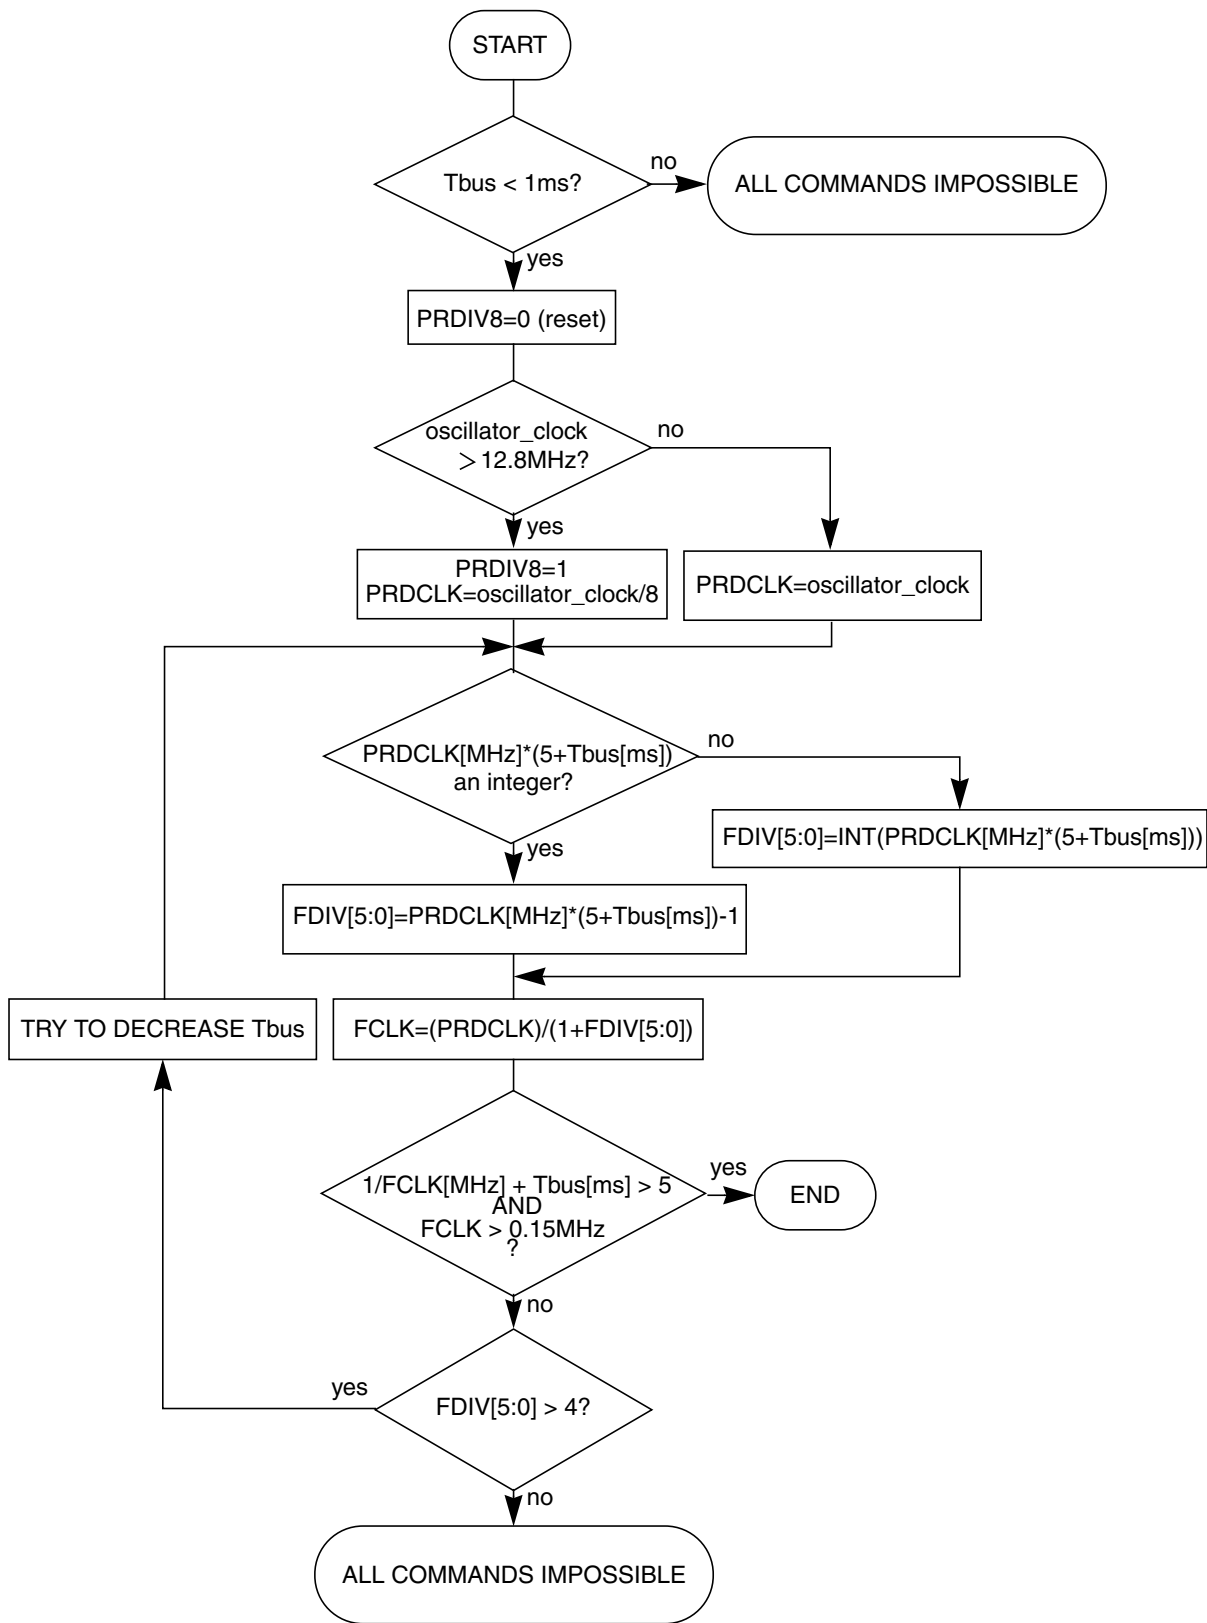 START
Tbus < 1ms?
no
ALL COMMANDS IMPOSSIBLE
yes
PRDIV8=0 (reset)
oscillator_clock
> 12.8MHz?
no
yes
PRDIV8=1
PRDCLK=oscillator_clock/8
PRDCLK=oscillator_clock
PRDCLK[MHz]*(5+Tbus[ms])
an integer?
no
yes
FDIV[5:0]=INT(PRDCLK[MHz]*(5+Tbus[ms]))
FDIV[5:0]=PRDCLK[MHz]*(5+Tbus[ms])-1
TRY TO DECREASE Tbus
FCLK=(PRDCLK)/(1+FDIV[5:0])
1/FCLK[MHz] + Tbus[ms] > 5
AND
FCLK > 0.15MHz
?
yes
END
no
FDIV[5:0] > 4?
yes
no
ALL COMMANDS IMPOSSIBLE